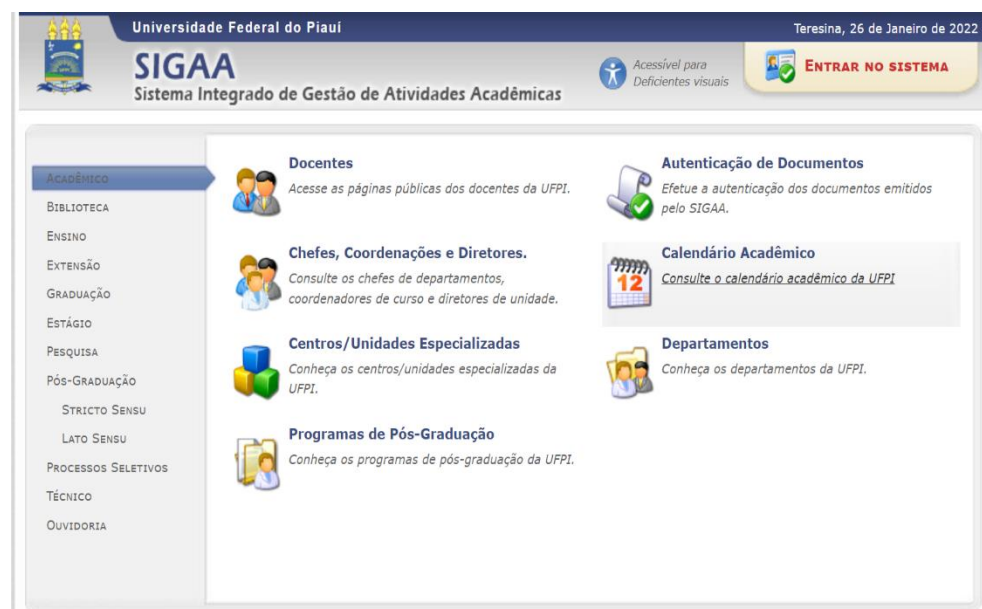 Universidade Federal do Piauí
Teresina, 26 de Janeiro de 2022
SIGAA
Sistema Integrado de Gestão de Atividades Acadêmicas
Acessível para
Deficientes visuais
ENTRAR NO SISTEMA
ACADÊMICO
BIBLIOTECA
ENSINO
EXTENSÃO
GRADUAÇÃO
ESTÁGIO
PESQUISA
PÓS-GRADUAÇÃO
STRICTO SENSU
LATO SENSU
PROCESSOS SELETIVOS
TÉCNICO
OUVIDORIA
Docentes
Acesse as páginas públicas dos docentes da UFPI.
Autenticação de Documentos
Efetue a autenticação dos documentos emitidos
pelo SIGAA.
Chefes, Coordenações e Diretores.
Consulte os chefes de departamentos,
coordenadores de curso e diretores de unidade.
12
Calendário Acadêmico
Consulte o calendário acadêmico da UFPI
Centros/Unidades Especializadas
Conheça os centros/unidades especializadas da
UFPI.
Departamentos
Conheça os departamentos da UFPI.
Programas de Pós-Graduação
Conheça os programas de pós-graduação da UFPI.